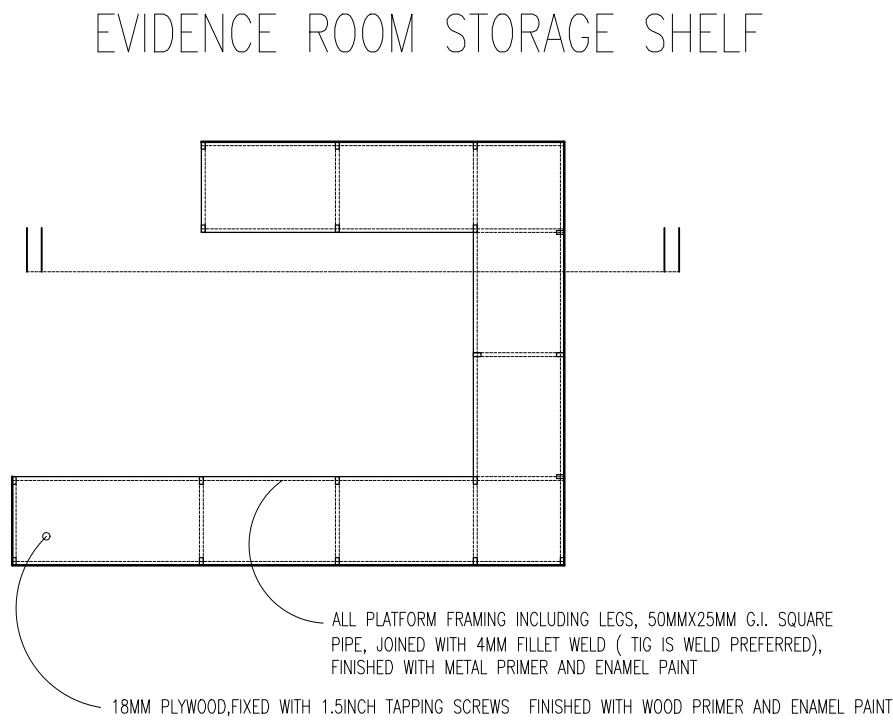 EVIDENCE ROOM STORAGE SHELF
ALL PLATFORM FRAMING INCLUDING LEGS, 50MMX25MM G.I. SQUARE
PIPE, JOINED WITH 4MM FILLET WELD ( TIG IS WELD PREFERRED),
FINISHED WITH METAL PRIMER AND ENAMEL PAINT
18MM PLYWOOD,FIXED WITH 1.5INCH TAPPING SCREWS FINISHED WITH WOOD PRIMER AND ENAMEL PAINT